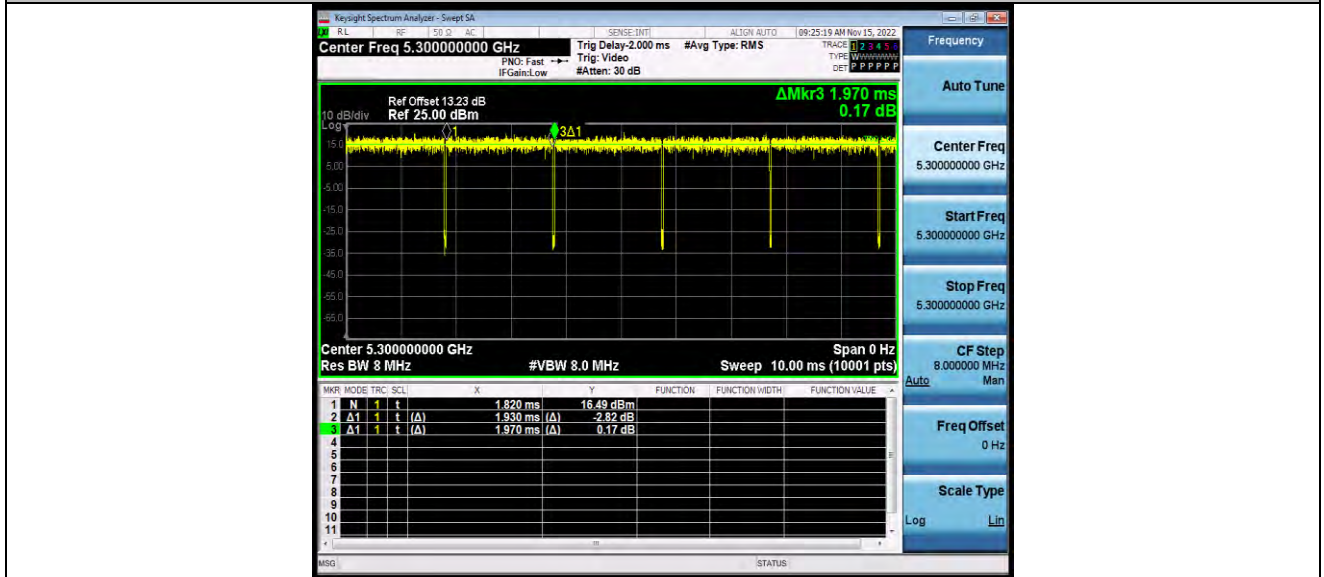 Keysight Spectrum Analyzer - Swept SA
RL RF 50 Ω AC SENSE:INT ALIGN AUTO 09:25:19 AM Nov 15, 2022
Center Freq 5.300000000 GHz
Trig Delay-2.000 ms #Avg Type: RMS
TRACE 1 2 3 4 5 6
PNO: Fast Trig: Video
TYPE WWWWWW
IFGain:Low #Atten: 30 dB
DET P P P P P P
Frequency
Auto Tune
Center Freq
5.300000000 GHz
Start Freq
5.300000000 GHz
Stop Freq
5.300000000 GHz
CF Step
8.000000 MHz
Auto Man
Freq Offset
0 Hz
Scale Type
Log Lin
ΔMkr3 1.970 ms
0.17 dB
Ref Offset 13.23 dB
10 dB/div Ref 25.00 dBm
Log
1
3Δ1
15.0
5.00
-5.00
-15.0
-25.0
-35.0
-45.0
-55.0
-65.0
Center 5.300000000 GHz Span 0 Hz
Res BW 8 MHz #VBW 8.0 MHz Sweep 10.00 ms (10001 pts)
MKR MODE TRC SCL X Y FUNCTION FUNCTION WIDTH FUNCTION VALUE
1 N 1 t 1.820 ms 16.49 dBm
2 Δ1 1 t (Δ) 1.930 ms (Δ) -2.82 dB
3 Δ1 1 t (Δ) 1.970 ms (Δ) 0.17 dB
4
5
6
7
8
9
10
11
MSG STATUS